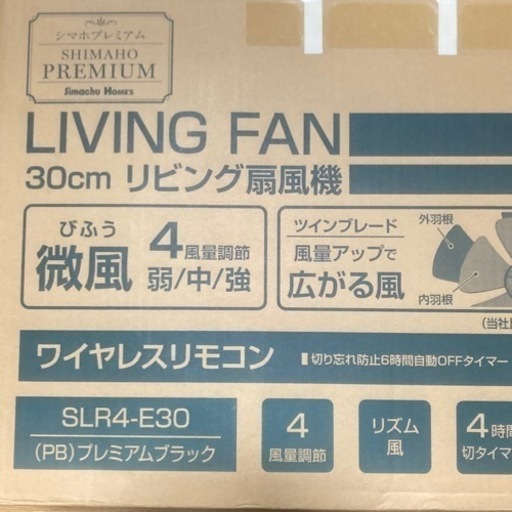 シマホプレミアム
SHIMAHO
PREMIUM
Simachu HOME'S
LIVING FAN
30cm リビング扇風機
びふう
微風
4
風量調節
弱/中/強
ツインブレード
風量アップで
広がる風
外羽根
内羽根
(当社
ワイヤレスリモコン
切り忘れ防止6時間自動OFFタイマー
SLR4-E30
(PB)プレミアムブラック
4
風量調節
リズム
風
4時間
切タイマ